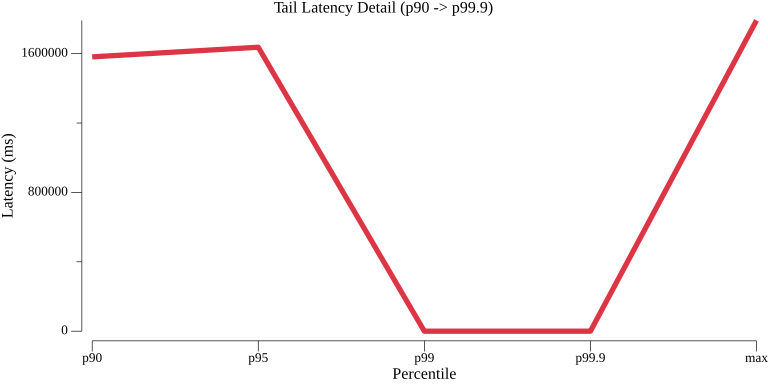 Tail Latency Detail (p90 -> p99.9)
1600000
800000
0
Latency (ms)
p90 p95 p99 p99.9 max
Percentile